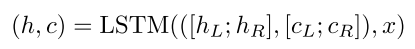 (h, c) = LSTM(([h_L; h_R], [c_L; c_R]), x)